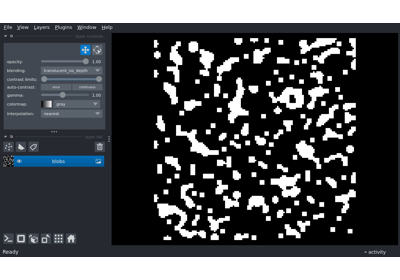 File View Layers Plugins Window Help
layer controls
opacity: 1.00
blending: translucent_no_depth
contrast limits:
auto-contrast: once continuous
gamma: 1.00
colormap: gray
interpolation: nearest
layer list
blobs
Ready
activity